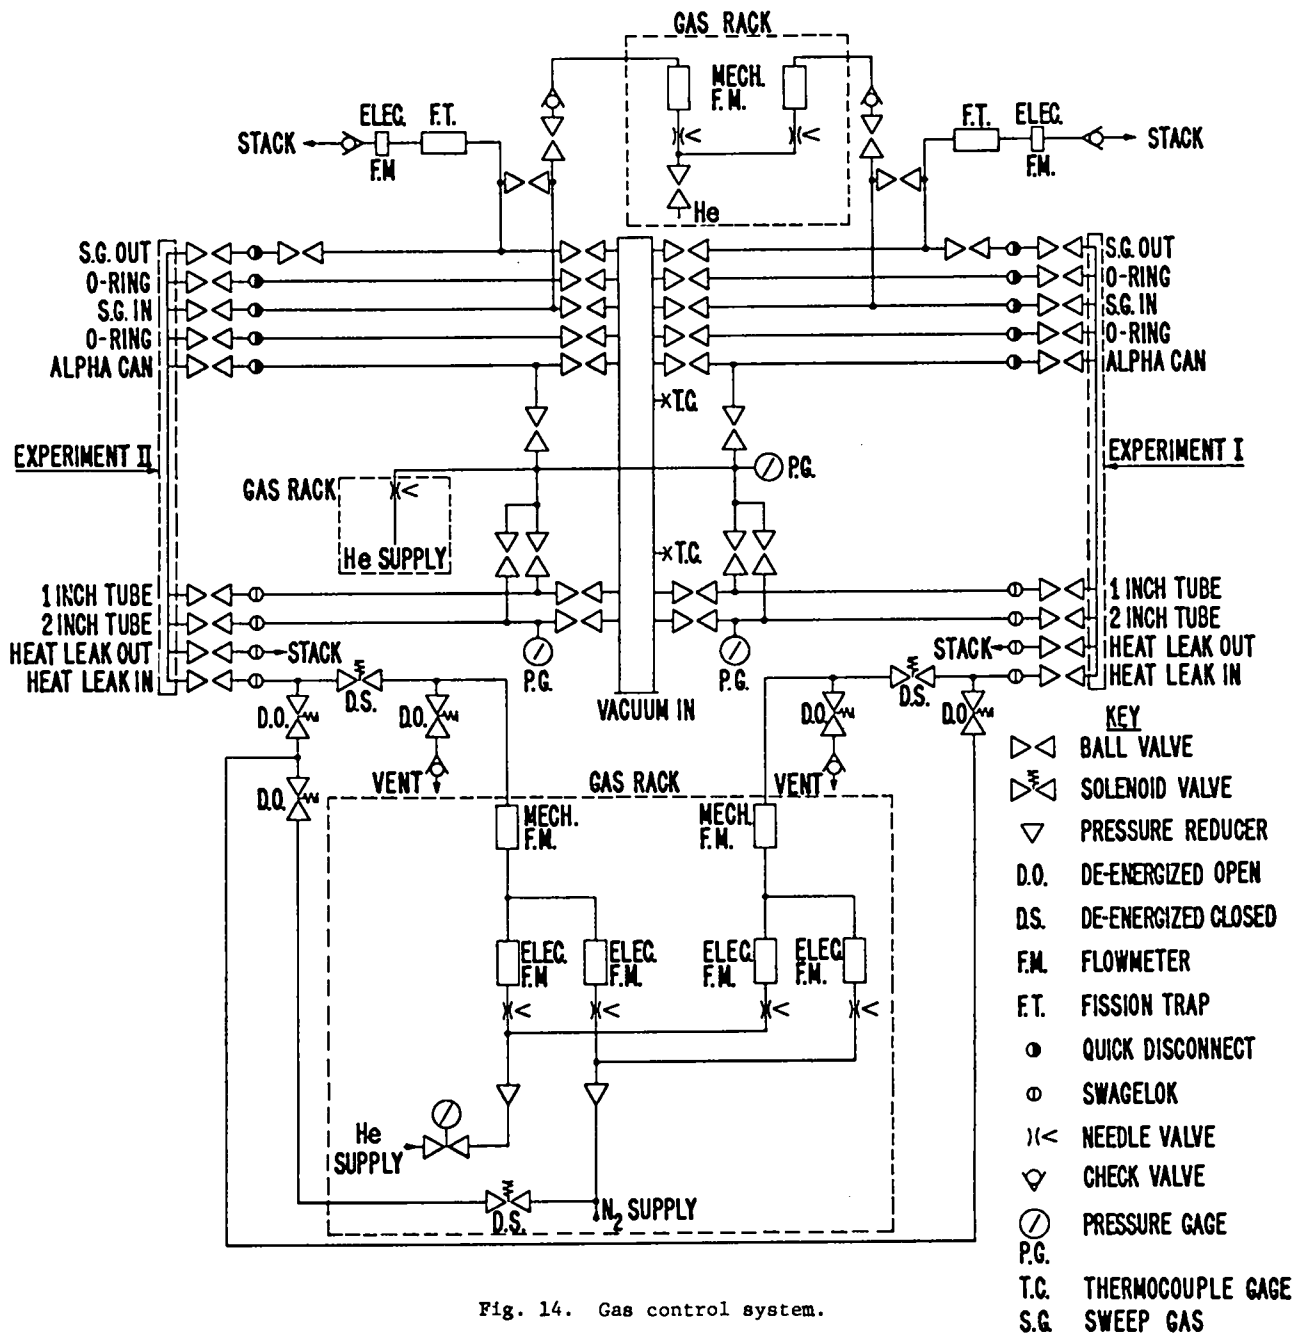 GAS RACK
MECH.
F.M.
He
ELEC.
F.M
F.T.
STACK
F.T.
ELEC.
F.M.
STACK
S.G. OUT
O-RING
S.G. IN
O-RING
ALPHA CAN
EXPERIMENT II
S.G. OUT
O-RING
S.G. IN
O-RING
ALPHA CAN
EXPERIMENT I
T.C.
P.G.
GAS RACK
He SUPPLY
T.C.
1 INCH TUBE
2 INCH TUBE
HEAT LEAK OUT
HEAT LEAK IN
STACK
D.S.
P.G.
VACUUM IN
P.G.
STACK
D.S.
1 INCH TUBE
2 INCH TUBE
HEAT LEAK OUT
HEAT LEAK IN
D.O.
D.O.
D.O.
D.O.
D.O.
VENT
GAS RACK
VENT
MECH.
F.M.
MECH.
F.M.
ELEC.
F.M
ELEC.
F.M.
ELEC.
F.M.
ELEC.
F.M.
He
SUPPLY
D.S.
N2 SUPPLY
KEY
BALL VALVE
SOLENOID VALVE
PRESSURE REDUCER
D.O. DE-ENERGIZED OPEN
D.S. DE-ENERGIZED CLOSED
F.M. FLOWMETER
F.T. FISSION TRAP
QUICK DISCONNECT
SWAGELOK
NEEDLE VALVE
CHECK VALVE
PRESSURE GAGE
P.G.
T.C. THERMOCOUPLE GAGE
S.G. SWEEP GAS
Fig. 14. Gas control system.